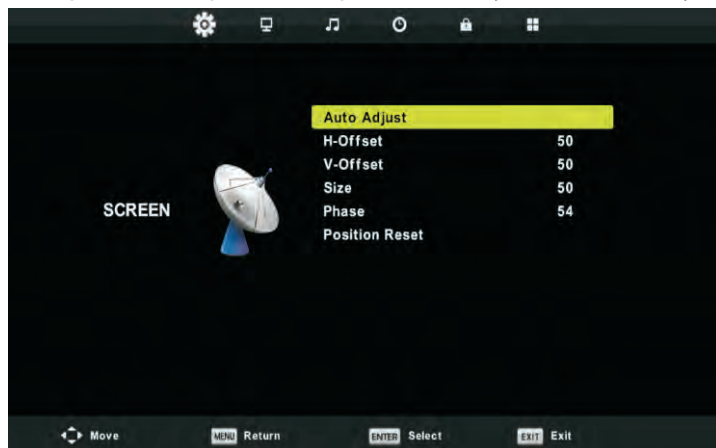 Auto Adjust
H-Offset 50
V-Offset 50
Size 50
SCREEN
Phase 54
Position Reset
Move MENU Return ENTER Select EXIT Exit